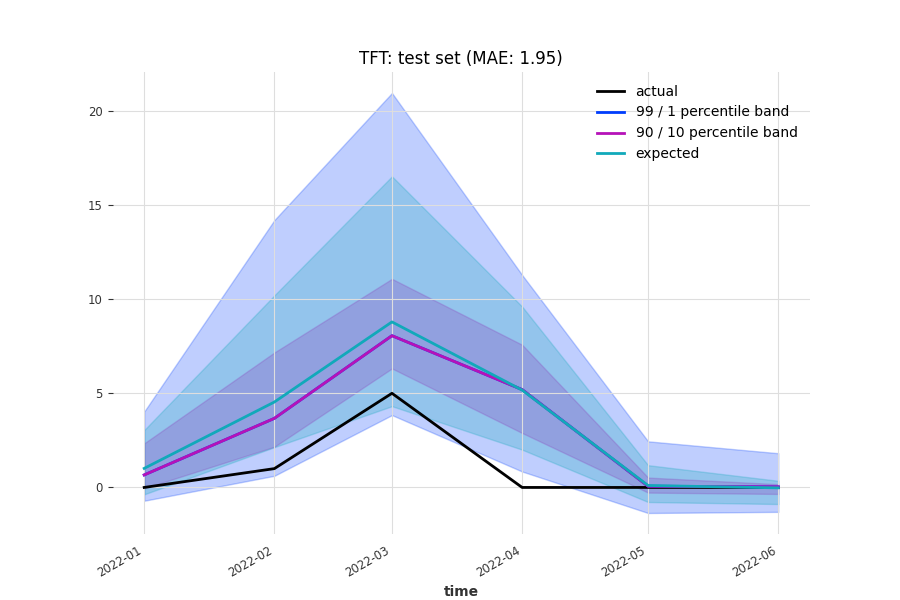 TFT: test set (MAE: 1.95)
actual
99 / 1 percentile band
90 / 10 percentile band
expected
20
15
10
5
0
2022-01
2022-02
2022-03
2022-04
2022-05
2022-06
time